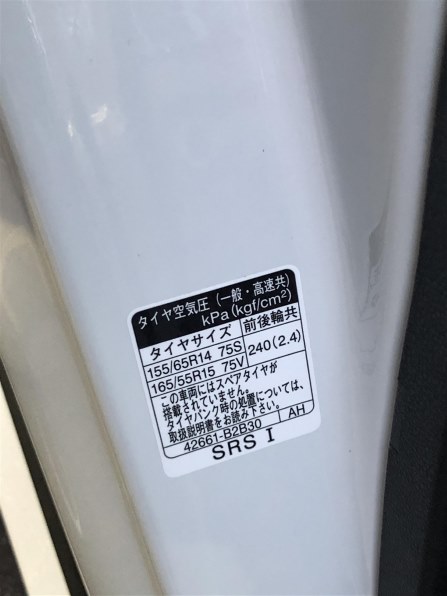 タイヤ空気圧 (一般・高速共)
kPa(kgf/cm²)
タイヤサイズ 前後輪共
155/65R14 75S 240(2.4)
165/55R15 75V
この車両にはスペアタイヤが
搭載されていません。
タイヤパンク時の処置については、
取扱説明書をお読み下さい。
42661-B2B30 AH
SRS I